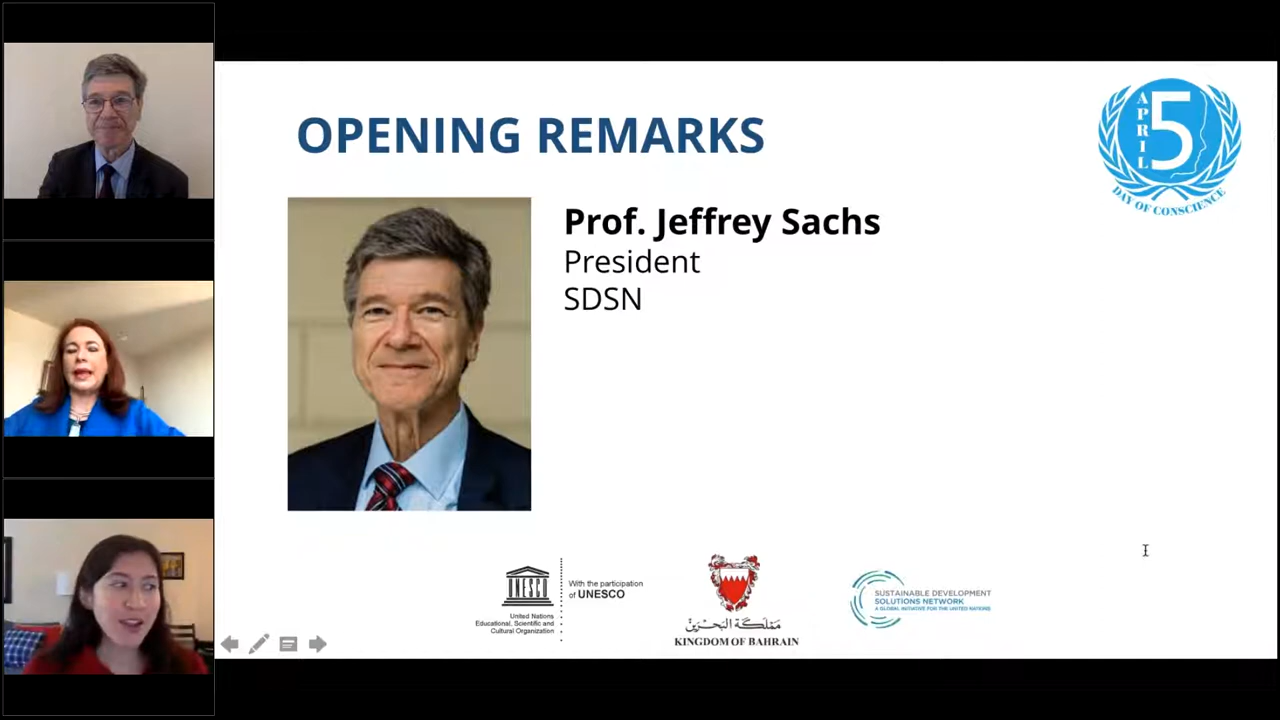 OPENING REMARKS
Prof. Jeffrey Sachs
President
SDSN
APRIL
5
DAY OF CONSCIENCE
UNESCO
United Nations
Educational, Scientific and
Cultural Organization
With the participation
of UNESCO
مملكة البحرين
KINGDOM OF BAHRAIN
SUSTAINABLE DEVELOPMENT
SOLUTIONS NETWORK
A GLOBAL INITIATIVE FOR THE UNITED NATIONS